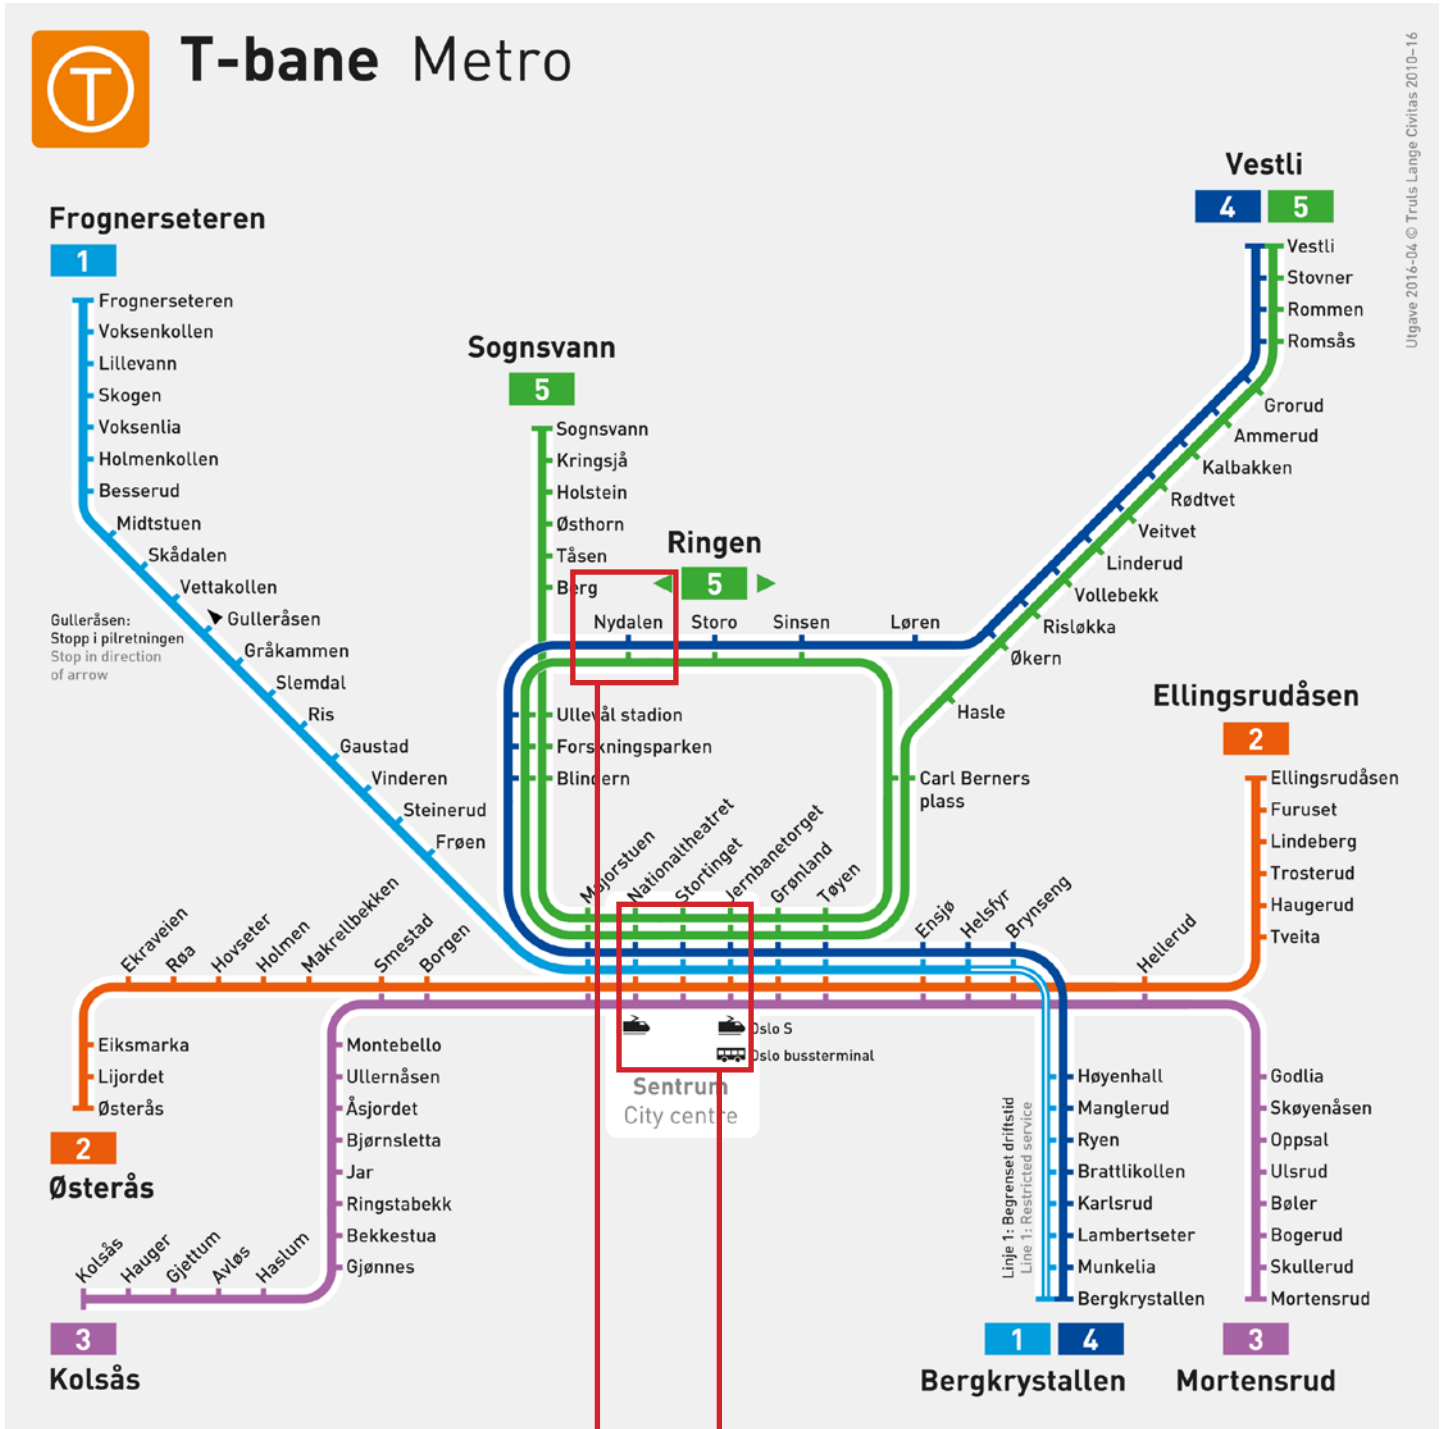 T-bane Metro
Utgave 2016-04 © Truls Lange Civitas 2010–16
Frognerseteren
1
Frognerseteren
Voksenkollen
Lillevann
Skogen
Voksenlia
Holmenkollen
Besserud
Midtstuen
Skådalen
Vettakollen
Gulleråsen
Gråkammen
Slemdal
Ris
Gaustad
Vinderen
Steinerud
Frøen
Gulleråsen:
Stopp i pilretningen
Stop in direction
of arrow
Sognsvann
5
Sognsvann
Kringsjå
Holstein
Østhorn
Tåsen
Berg
Ringen
5
Nydalen
Storo
Sinsen
Løren
Ullevål stadion
Forskningsparken
Blindern
Vestli
4 5
Vestli
Stovner
Rommen
Romsås
Grorud
Ammerud
Kalbakken
Rødtvet
Veitvet
Linderud
Vollebekk
Risløkka
Økern
Hasle
Carl Berners
plass
Ellingsrudåsen
2
Ellingsrudåsen
Furuset
Lindeberg
Trosterud
Haugerud
Tveita
Ekraveien
Røa
Hovseter
Holmen
Makrellbekken
Smestad
Borgen
Majorstuen
Nationaltheatret
Stortinget
Jernbanetorget
Grønland
Tøyen
Ensjø
Helsfyr
Brynseng
Hellerud
Oslo S
Oslo bussterminal
Sentrum
City centre
Eiksmarka
Lijordet
Østerås
2
Østerås
Montebello
Ullernåsen
Åsjordet
Bjørnsletta
Jar
Ringstabekk
Bekkestua
Gjønnes
Kolsås
Hauger
Gjettum
Avløs
Haslum
3
Kolsås
Linje 1: Begrenset driftstid
Line 1: Restricted service
Høyenhall
Manglerud
Ryen
Brattlikollen
Karlsrud
Lambertseter
Munkelia
Bergkrystallen
1 4
Bergkrystallen
Godlia
Skøyenåsen
Oppsal
Ulsrud
Bøler
Bogerud
Skullerud
Mortensrud
3
Mortensrud